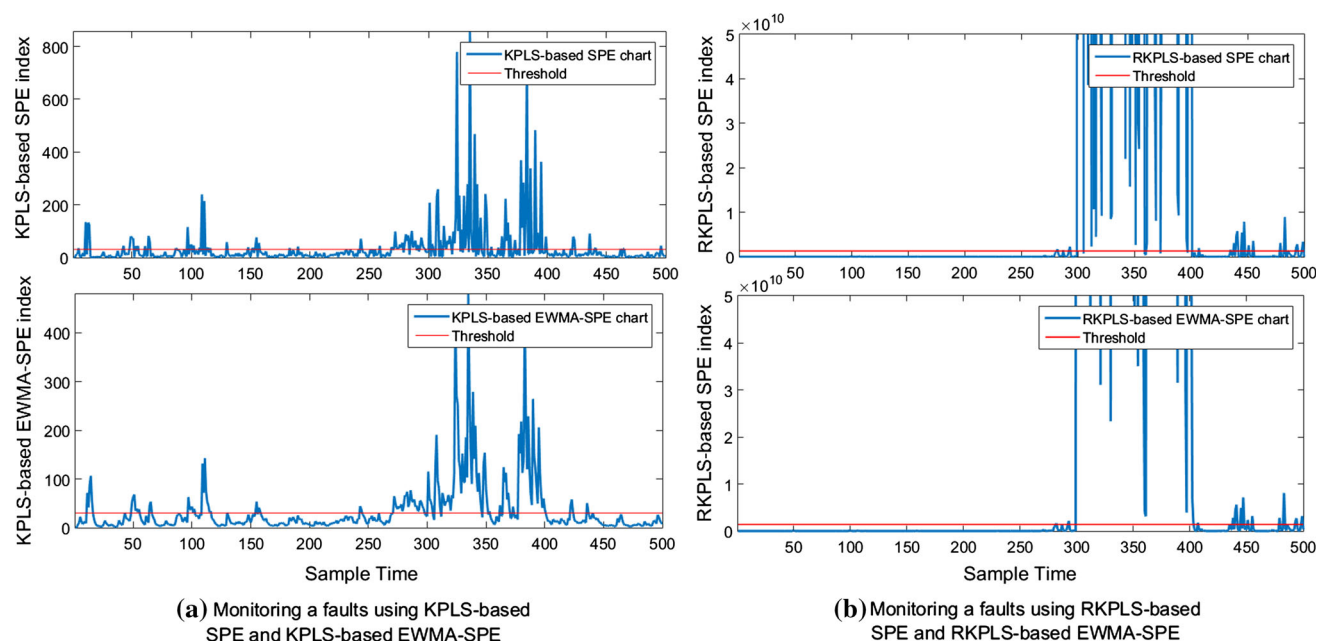 KPLS-based SPE index
800
600
400
200
0
KPLS-based SPE chart
Threshold
50 100 150 200 250 300 350 400 450 500
KPLS-based EWMA-SPE index
400
300
200
100
0
KPLS-based EWMA-SPE chart
Threshold
50 100 150 200 250 300 350 400 450 500
Sample Time
(a) Monitoring a faults using KPLS-based
SPE and KPLS-based EWMA-SPE
×10¹⁰
RKPLS-based SPE index
5
4
3
2
1
0
RKPLS-based SPE chart
Threshold
50 100 150 200 250 300 350 400 450 500
×10¹⁰
RKPLS-based SPE index
5
4
3
2
1
0
RKPLS-based EWMA-SPE chart
Threshold
50 100 150 200 250 300 350 400 450 500
Sample Time
(b) Monitoring a faults using RKPLS-based
SPE and RKPLS-based EWMA-SPE